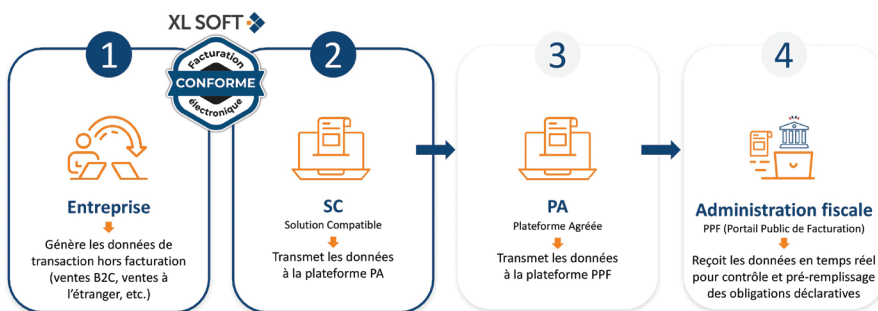 XL SOFT
1
Facturation
CONFORME
électronique
Entreprise
Génère les données de
transaction hors facturation
(ventes B2C, ventes à
l'étranger, etc.)
2
SC
Solution Compatible
Transmet les données
à la plateforme PA
3
PA
Plateforme Agréée
Transmet les données
à la plateforme PPF
4
Administration fiscale
PPF (Portail Public de Facturation)
Reçoit les données en temps réel
pour contrôle et pré-remplissage
des obligations déclaratives